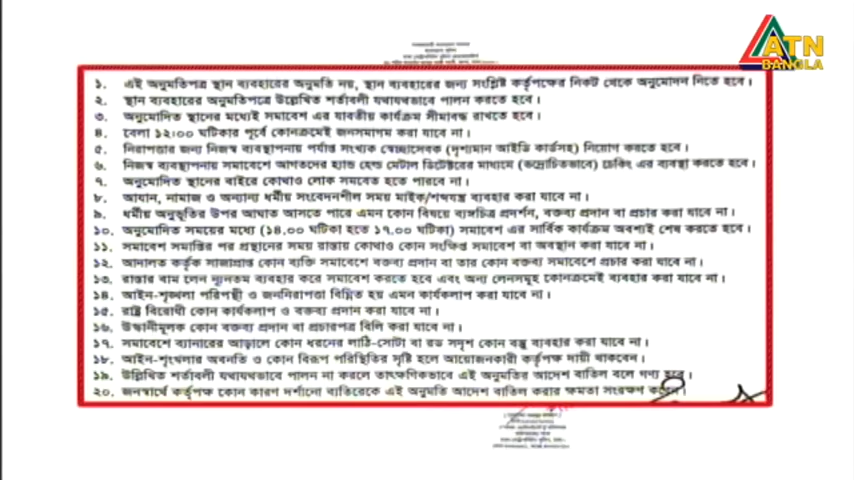 ATN
BANGLA
১. এই অনুমতিপত্র স্থান ব্যবহারের অনুমতি নয়, স্থান ব্যবহারের জন্য সংশ্লিষ্ট কর্তৃপক্ষের নিকট থেকে অনুমোদন নিতে হবে।
২. স্থান ব্যবহারের অনুমতিপত্রে উল্লেখিত শর্তাবলী যথাযথভাবে পালন করতে হবে।
৩. অনুমোদিত স্থানের মধ্যেই সমাবেশ এর যাবতীয় কার্যক্রম সীমাবদ্ধ রাখতে হবে।
৪. বেলা ১২:০০ ঘটিকার পূর্বে কোনক্রমেই জনসমাগম করা যাবে না।
৫. নিরাপত্তার জন্য নিজস্ব ব্যবস্থাপনায় পর্যাপ্ত সংখ্যক স্বেচ্ছাসেবক (দৃশ্যমান আইডি কার্ডসহ) নিয়োগ করতে হবে।
৬. নিজস্ব ব্যবস্থাপনায় সমাবেশে আগতদের হ্যান্ড হেল্ড মেটাল ডিটেক্টরের মাধ্যমে (ভদ্রোচিতভাবে) চেকিং এর ব্যবস্থা করতে হবে।
৭. অনুমোদিত স্থানের বাইরে কোথাও লোক সমবেত হতে পারবে না।
৮. আযান, নামাজ ও অন্যান্য ধর্মীয় সংবেদনশীল সময় মাইক/শব্দযন্ত্র ব্যবহার করা যাবে না।
৯. ধর্মীয় অনুভূতির উপর আঘাত আসতে পারে এমন কোন বিষয়ে ব্যঙ্গচিত্র প্রদর্শন, বক্তব্য প্রদান বা প্রচার করা যাবে না।
১০. অনুমোদিত সময়ের মধ্যে (১৪.০০ ঘটিকা হতে ১৭.০০ ঘটিকা) সমাবেশ এর সার্বিক কার্যক্রম অবশ্যই শেষ করতে হবে।
১১. সমাবেশ সমাপ্তির পর প্রস্থানের সময় রাস্তায় কোথাও কোন সংক্ষিপ্ত সমাবেশ বা অবস্থান করা যাবে না।
১২. আদালত কর্তৃক সাজাপ্রাপ্ত কোন ব্যক্তি সমাবেশে বক্তব্য প্রদান বা তার কোন বক্তব্য সমাবেশে প্রচার করা যাবে না।
১৩. রাস্তার বাম লেন ন্যূনতম ব্যবহার করে সমাবেশ করতে হবে এবং অন্য লেনসমূহ কোনক্রমেই ব্যবহার করা যাবে না।
১৪. আইন-শৃঙ্খলা পরিপন্থী ও জননিরাপত্তা বিঘ্নিত হয় এমন কার্যকলাপ করা যাবে না।
১৫. রাষ্ট্র বিরোধী কোন কার্যকলাপ ও বক্তব্য প্রদান করা যাবে না।
১৬. উস্কানীমূলক কোন বক্তব্য প্রদান বা প্রচারপত্র বিলি করা যাবে না।
১৭. সমাবেশে ব্যানারের আড়ালে কোন ধরনের লাঠি-সোটা বা রড সদৃশ কোন বস্তু ব্যবহার করা যাবে না।
১৮. আইন-শৃংখলার অবনতি ও কোন বিরূপ পরিস্থিতির সৃষ্টি হলে আয়োজনকারী কর্তৃপক্ষ দায়ী থাকবেন।
১৯. উল্লিখিত শর্তাবলী যথাযথভাবে পালন না করলে তাৎক্ষণিকভাবে এই অনুমতির আদেশ বাতিল বলে গণ্য হবে।
২০. জনস্বার্থে কর্তৃপক্ষ কোন কারণ দর্শানো ব্যতিরেকে এই অনুমতি আদেশ বাতিল করার ক্ষমতা সংরক্ষণ করেন।